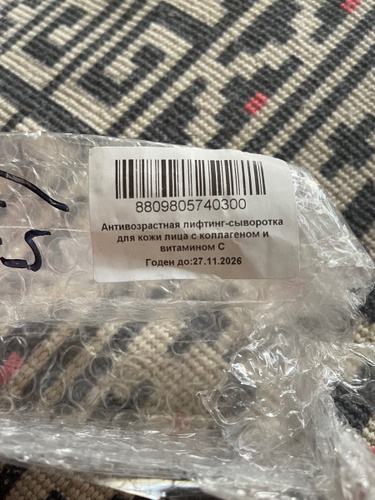 8809805740300
Антивозрастная лифтинг-сыворотка
для кожи лица с коллагеном и
витамином С
Годен до:27.11.2026